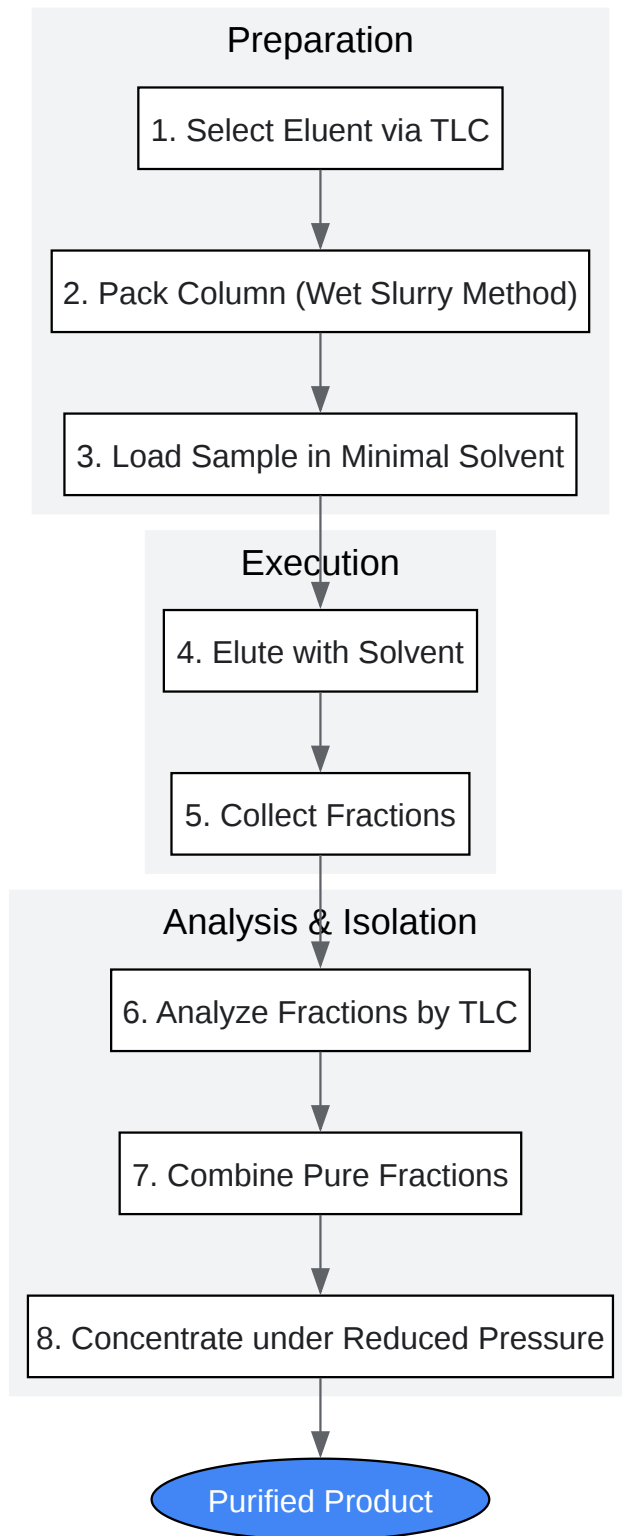 Preparation
1. Select Eluent via TLC
2. Pack Column (Wet Slurry Method)
3. Load Sample in Minimal Solvent
Execution
4. Elute with Solvent
5. Collect Fractions
Analysis & Isolation
6. Analyze Fractions by TLC
7. Combine Pure Fractions
8. Concentrate under Reduced Pressure
Purified Product